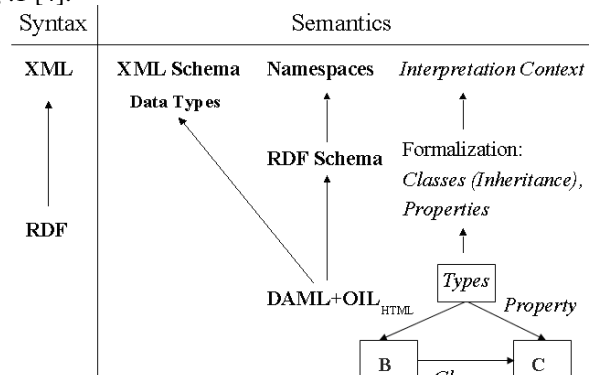 Syntax Semantics
XML XML Schema Namespaces Interpretation Context
Data Types
RDF Schema Formalization:
Classes (Inheritance),
Properties
RDF
Types
DAML+OIL HTML Property
B C